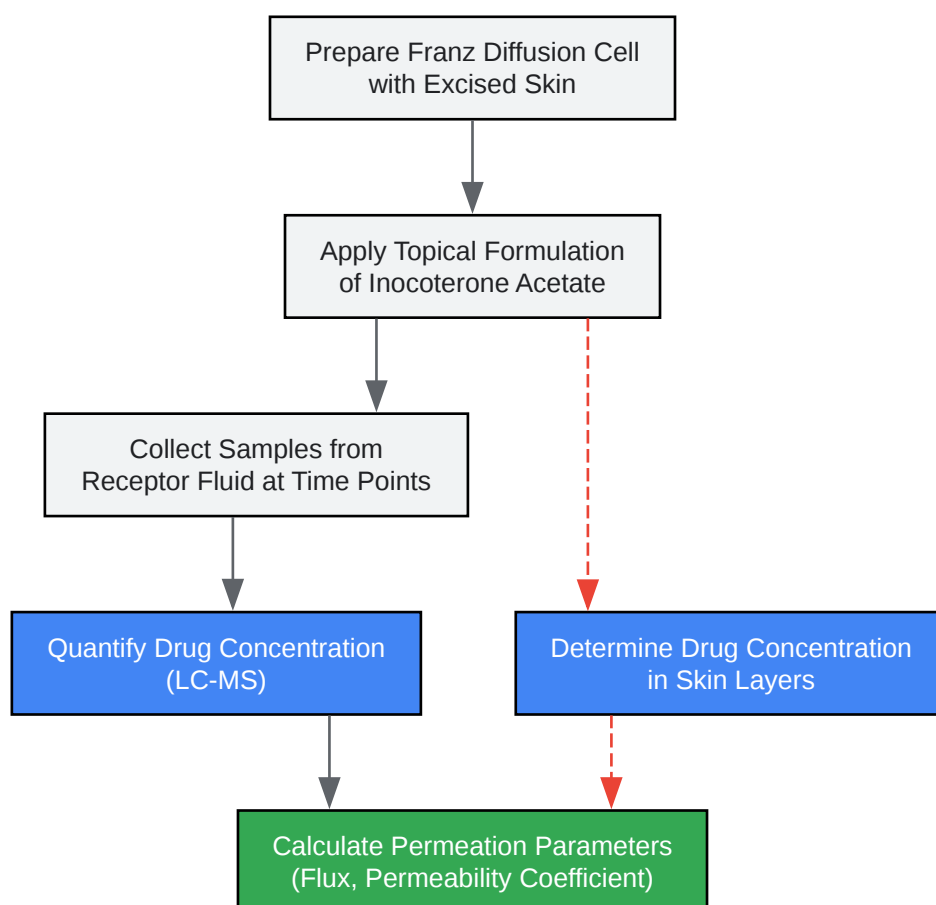 Prepare Franz Diffusion Cell
with Excised Skin
Apply Topical Formulation
of Inocoterone Acetate
Collect Samples from
Receptor Fluid at Time Points
Quantify Drug Concentration
(LC-MS)
Determine Drug Concentration
in Skin Layers
Calculate Permeation Parameters
(Flux, Permeability Coefficient)